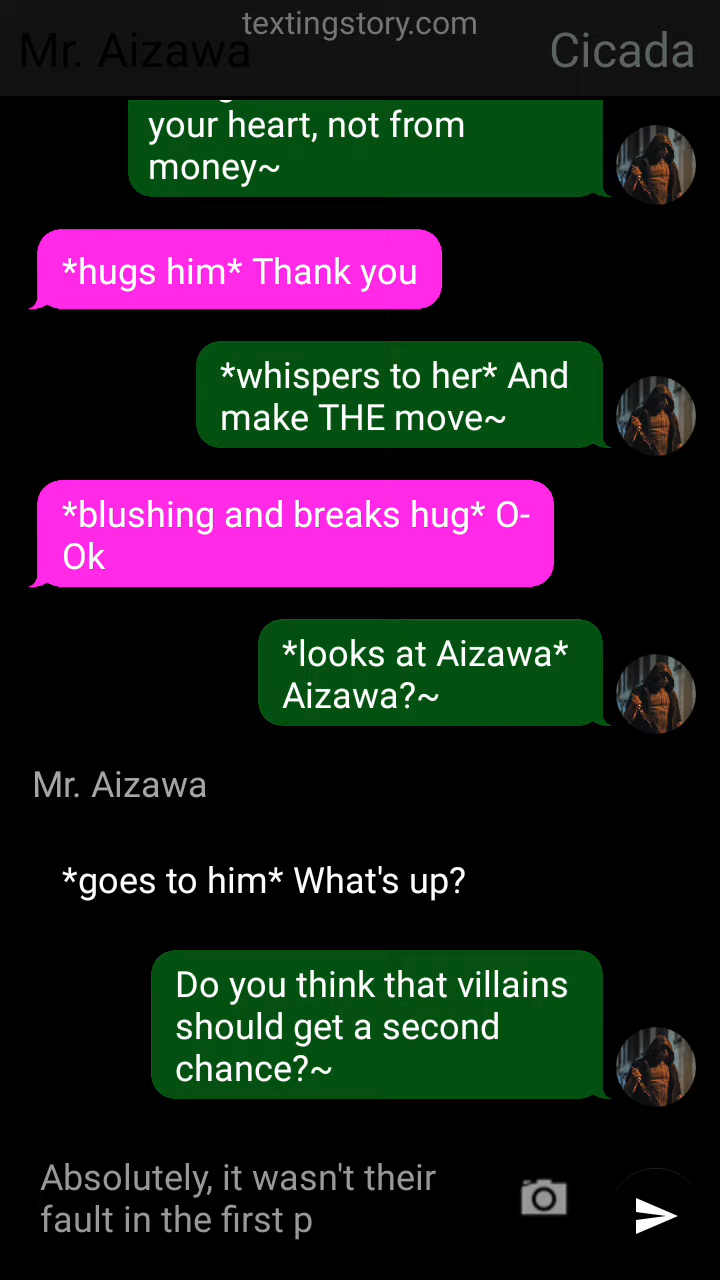 textingstory.com
Mr. Aizawa
Cicada
your heart, not from
money~
*hugs him* Thank you
*whispers to her* And
make THE move~
*blushing and breaks hug* O-
Ok
*looks at Aizawa*
Aizawa?~
Mr. Aizawa
*goes to him* What's up?
Do you think that villains
should get a second
chance?~
Absolutely, it wasn't their
fault in the first p